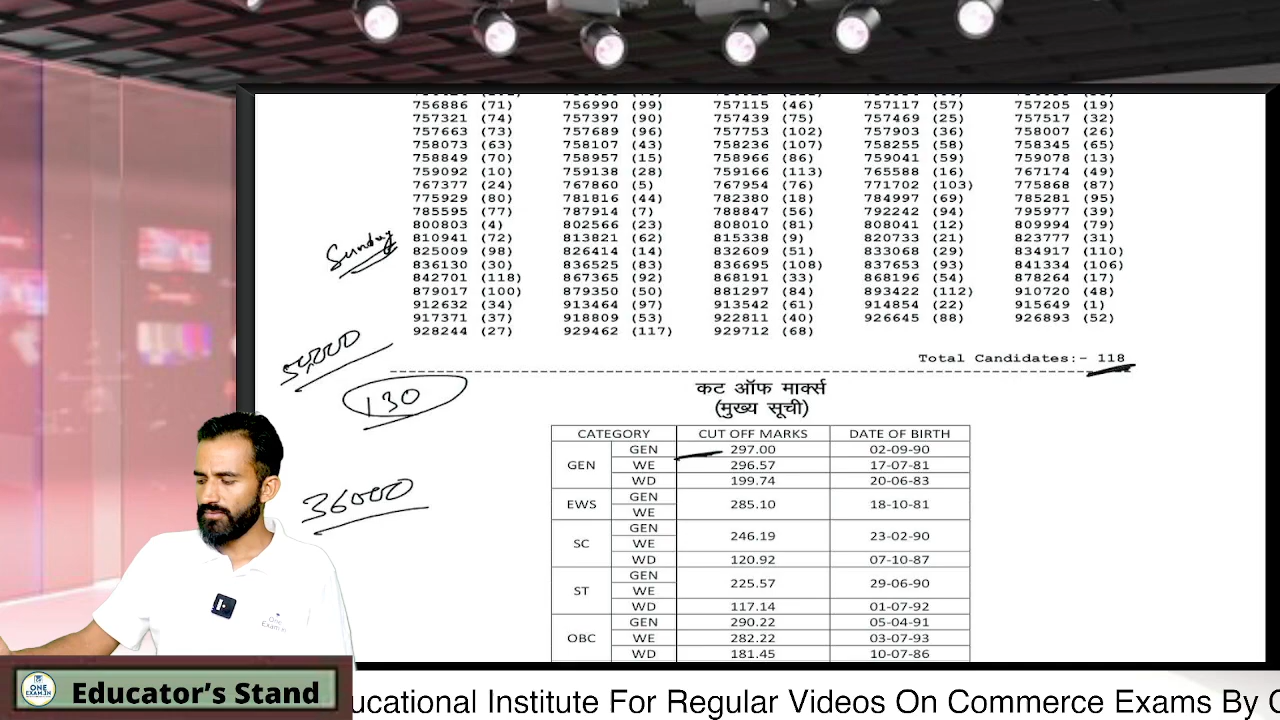 756886 (71) 756990 (99) 757115 (46) 757117 (57) 757205 (19)
757321 (74) 757397 (90) 757439 (75) 757469 (25) 757517 (32)
757663 (73) 757689 (96) 757753 (102) 757903 (36) 758007 (26)
758073 (63) 758107 (43) 758236 (107) 758255 (58) 758345 (65)
758849 (70) 758957 (15) 758966 (86) 759041 (59) 759078 (13)
759092 (10) 759138 (28) 759166 (113) 765588 (16) 767174 (49)
767377 (24) 767860 (5) 767954 (76) 771702 (103) 775868 (87)
775929 (80) 781816 (44) 782380 (18) 784997 (69) 785281 (95)
785595 (77) 787914 (7) 788847 (56) 792242 (94) 795977 (39)
800803 (4) 802566 (23) 808010 (81) 808041 (12) 809994 (79)
810941 (72) 813821 (62) 815338 (9) 820733 (21) 823777 (31)
825009 (98) 826414 (14) 832609 (51) 833068 (29) 834917 (110)
836130 (30) 836525 (83) 836695 (108) 837653 (93) 841334 (106)
842701 (118) 867365 (92) 868191 (33) 868196 (54) 878264 (17)
879017 (100) 879350 (50) 881297 (84) 893422 (112) 910720 (48)
912632 (34) 913464 (97) 913542 (61) 914854 (22) 915649 (1)
917371 (37) 918809 (53) 922811 (40) 926645 (88) 926893 (52)
928244 (27) 929462 (117) 929712 (68)
Sunday
Total Candidates:- 118
130
36000
कट ऑफ मार्क्स
(मुख्य सूची)
CATEGORY CUT OFF MARKS DATE OF BIRTH
GEN GEN 297.00 02-09-90
WE 296.57 17-07-81
WD 199.74 20-06-83
EWS GEN 285.10 18-10-81
WE
SC GEN 246.19 23-02-90
WE
WD 120.92 07-10-87
ST GEN 225.57 29-06-90
WE
WD 117.14 01-07-92
OBC GEN 290.22 05-04-91
WE 282.22 03-07-93
WD 181.45 10-07-86
One
Exam.in
ONE
EXAM.IN
Educator's Stand
ucational Institute For Regular Videos On Commerce Exams By